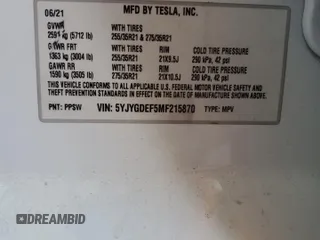 06/21 MFD BY TESLA, INC.
GVWR WITH TIRES
2591 KG (5712 LB) 255/35R21 & 275/35R21
GAWR FRT WITH TIRES RIM COLD TIRE PRESSURE
1363 KG (3004 LB) 255/35R21 21X9.5J 290 kPa, 42 psi
GAWR RR WITH TIRES RIM COLD TIRE PRESSURE
1590 KG (3505 LB) 275/35R21 21X10.5J 290 kPa, 42 psi
THIS VEHICLE CONFORMS TO ALL APPLICABLE FEDERAL MOTOR VEHICLE
SAFETY STANDARDS IN EFFECT ON THE DATE OF MANUFACTURE SHOWN ABOVE
PNT: PPSW VIN: 5YJYGDEF5MF215870 TYPE: MPV
DREAMBID